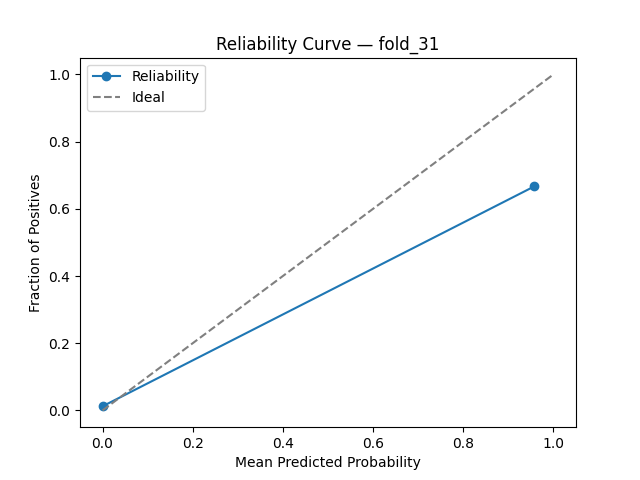 Reliability Curve — fold_31
Reliability
Ideal
1.0
0.8
0.6
0.4
0.2
0.0
Fraction of Positives
0.0 0.2 0.4 0.6 0.8 1.0
Mean Predicted Probability